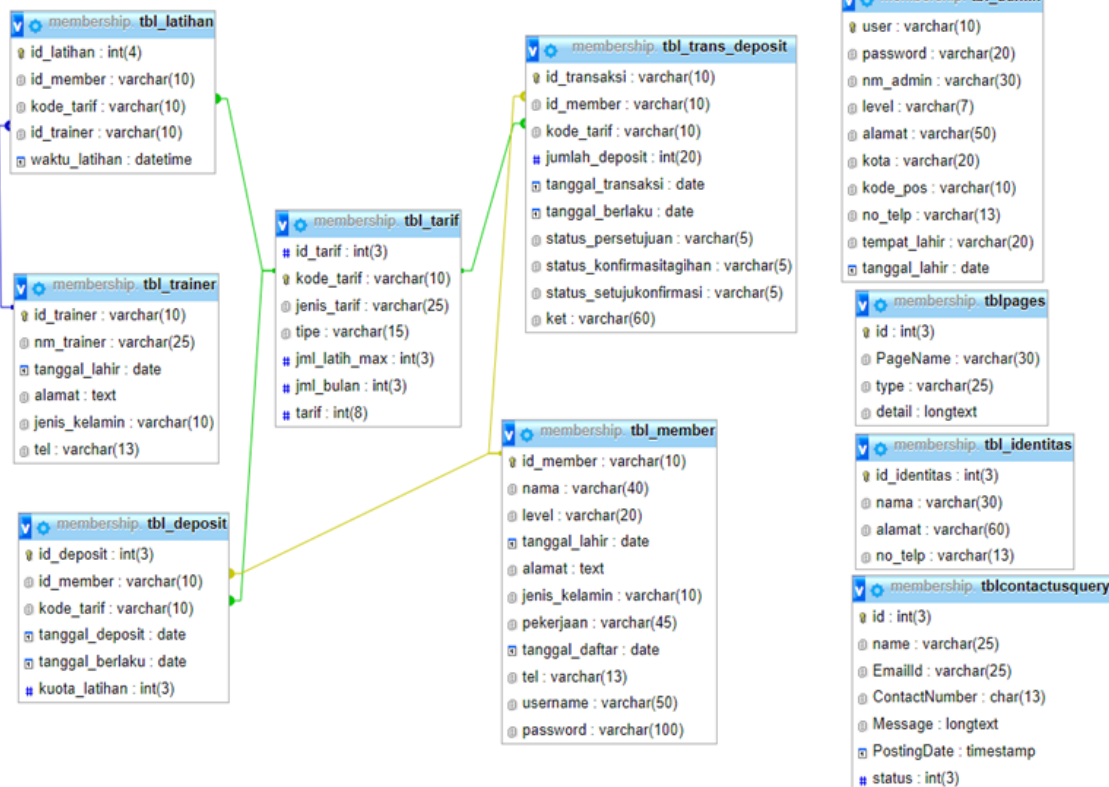 membership. tbl_latihan
id_latihan : int(4)
id_member : varchar(10)
kode_tarif : varchar(10)
id_trainer : varchar(10)
waktu_latihan : datetime
membership. tbl_trainer
id_trainer : varchar(10)
nm_trainer : varchar(25)
tanggal_lahir : date
alamat : text
jenis_kelamin : varchar(10)
tel : varchar(13)
membership. tbl_deposit
id_deposit : int(3)
id_member : varchar(10)
kode_tarif : varchar(10)
tanggal_deposit : date
tanggal_berlaku : date
kuota_latihan : int(3)
membership. tbl_tarif
id_tarif : int(3)
kode_tarif : varchar(10)
jenis_tarif : varchar(25)
tipe : varchar(15)
jml_latih_max : int(3)
jml_bulan : int(3)
tarif : int(8)
membership. tbl_trans_deposit
id_transaksi : varchar(10)
id_member : varchar(10)
kode_tarif : varchar(10)
jumlah_deposit : int(20)
tanggal_transaksi : date
tanggal_berlaku : date
status_persetujuan : varchar(5)
status_konfirmasitagihan : varchar(5)
status_setujukonfirmasi : varchar(5)
ket : varchar(60)
membership. tbl_member
id_member : varchar(10)
nama : varchar(40)
level : varchar(20)
tanggal_lahir : date
alamat : text
jenis_kelamin : varchar(10)
pekerjaan : varchar(45)
tanggal_daftar : date
tel : varchar(13)
username : varchar(50)
password : varchar(100)
user : varchar(10)
password : varchar(20)
nm_admin : varchar(30)
level : varchar(7)
alamat : varchar(50)
kota : varchar(20)
kode_pos : varchar(10)
no_telp : varchar(13)
tempat_lahir : varchar(20)
tanggal_lahir : date
membership. tblpages
id : int(3)
PageName : varchar(30)
type : varchar(25)
detail : longtext
membership. tbl_identitas
id_identitas : int(3)
nama : varchar(30)
alamat : varchar(60)
no_telp : varchar(13)
membership. tblcontactusquery
id : int(3)
name : varchar(25)
EmailId : varchar(25)
ContactNumber : char(13)
Message : longtext
PostingDate : timestamp
status : int(3)